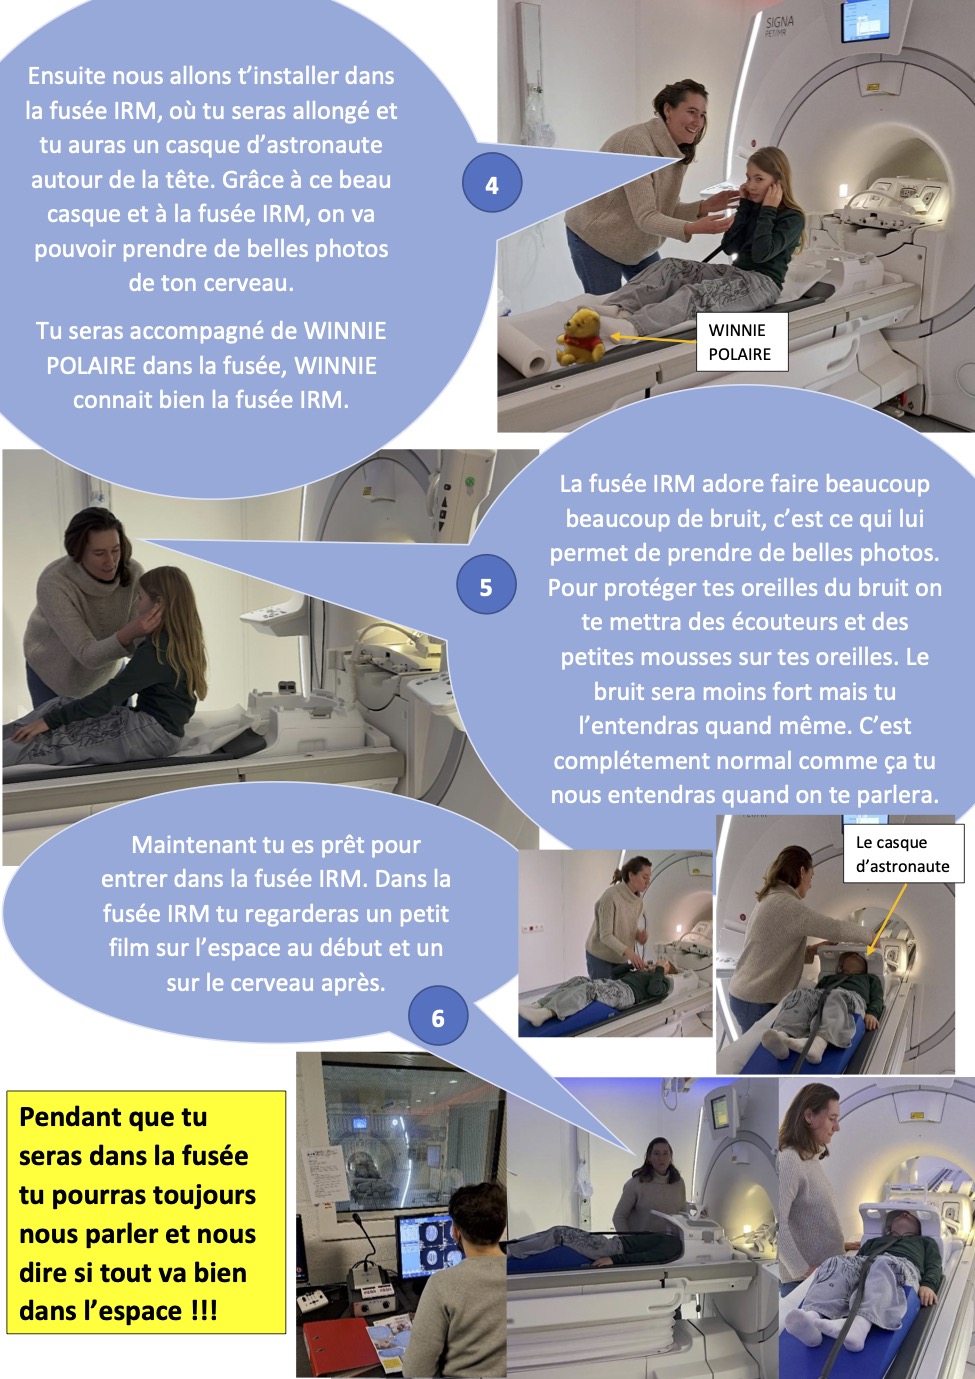 Ensuite nous allons t’installer dans
la fusée IRM, où tu seras allongé et
tu auras un casque d’astronaute
autour de la tête. Grâce à ce beau
casque et à la fusée IRM, on va
pouvoir prendre de belles photos
de ton cerveau.
Tu seras accompagné de WINNIE
POLAIRE dans la fusée, WINNIE
connait bien la fusée IRM.
4
SIGNA
PET/MR
WINNIE
POLAIRE
La fusée IRM adore faire beaucoup
beaucoup de bruit, c’est ce qui lui
permet de prendre de belles photos.
Pour protéger tes oreilles du bruit on
te mettra des écouteurs et des
petites mousses sur tes oreilles. Le
bruit sera moins fort mais tu
l’entendras quand même. C’est
complétement normal comme ça tu
nous entendras quand on te parlera.
5
Maintenant tu es prêt pour
entrer dans la fusée IRM. Dans la
fusée IRM tu regarderas un petit
film sur l’espace au début et un
sur le cerveau après.
6
Le casque
d’astronaute
Pendant que tu
seras dans la fusée
tu pourras toujours
nous parler et nous
dire si tout va bien
dans l’espace !!!